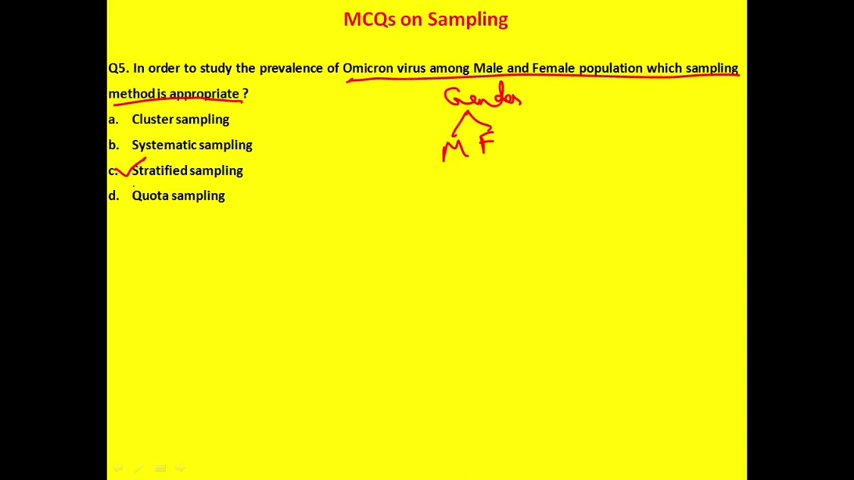 MCQs on Sampling
Q5. In order to study the prevalence of Omicron virus among Male and Female population which sampling
method is appropriate ?
Gender
a. Cluster sampling
M F
b. Systematic sampling
c. Stratified sampling
d. Quota sampling